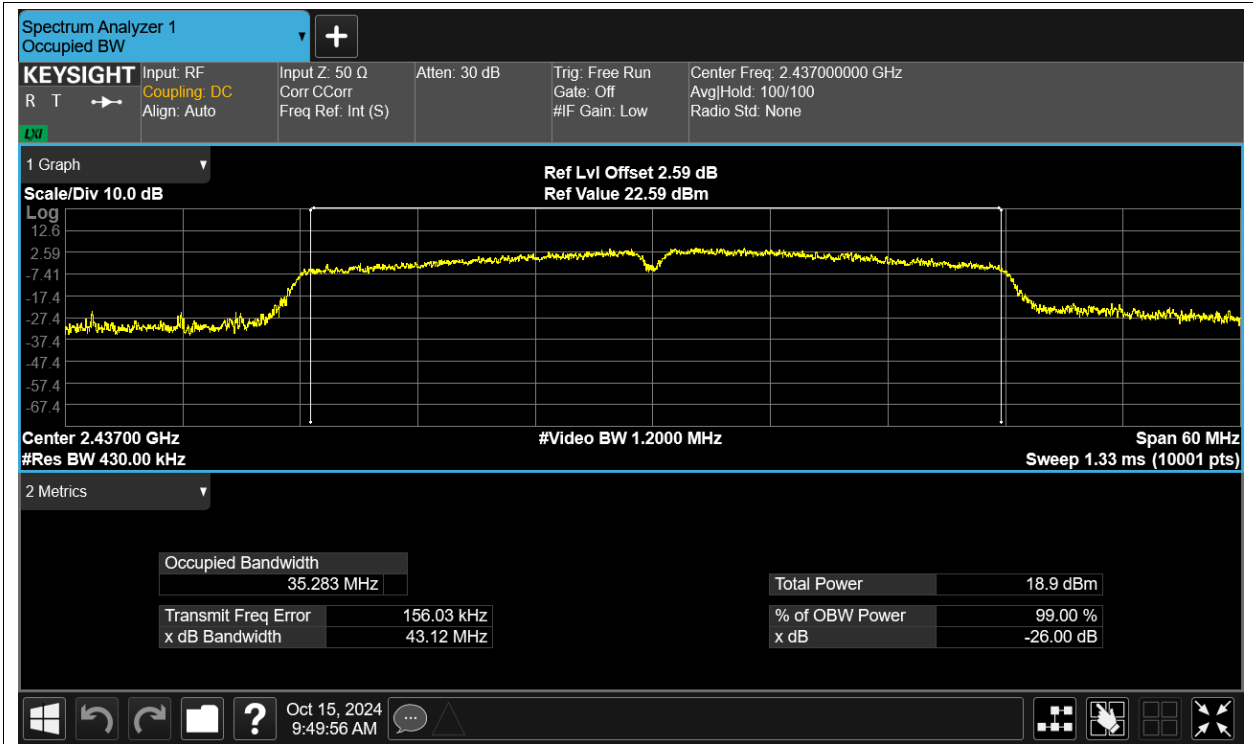 Spectrum Analyzer 1
Occupied BW
KEYSIGHT
R T
LXI
Input: RF
Coupling: DC
Align: Auto
Input Z: 50 Ω
Corr CCorr
Freq Ref: Int (S)
Atten: 30 dB
Trig: Free Run
Gate: Off
#IF Gain: Low
Center Freq: 2.437000000 GHz
Avg|Hold: 100/100
Radio Std: None
1 Graph
Scale/Div 10.0 dB
Ref Lvl Offset 2.59 dB
Ref Value 22.59 dBm
Log
12.6
2.59
-7.41
-17.4
-27.4
-37.4
-47.4
-57.4
-67.4
Center 2.43700 GHz
#Video BW 1.2000 MHz
Span 60 MHz
#Res BW 430.00 kHz
Sweep 1.33 ms (10001 pts)
2 Metrics
Occupied Bandwidth
35.283 MHz
Total Power 18.9 dBm
Transmit Freq Error 156.03 kHz
% of OBW Power 99.00 %
x dB Bandwidth 43.12 MHz
x dB -26.00 dB
?
Oct 15, 2024
9:49:56 AM